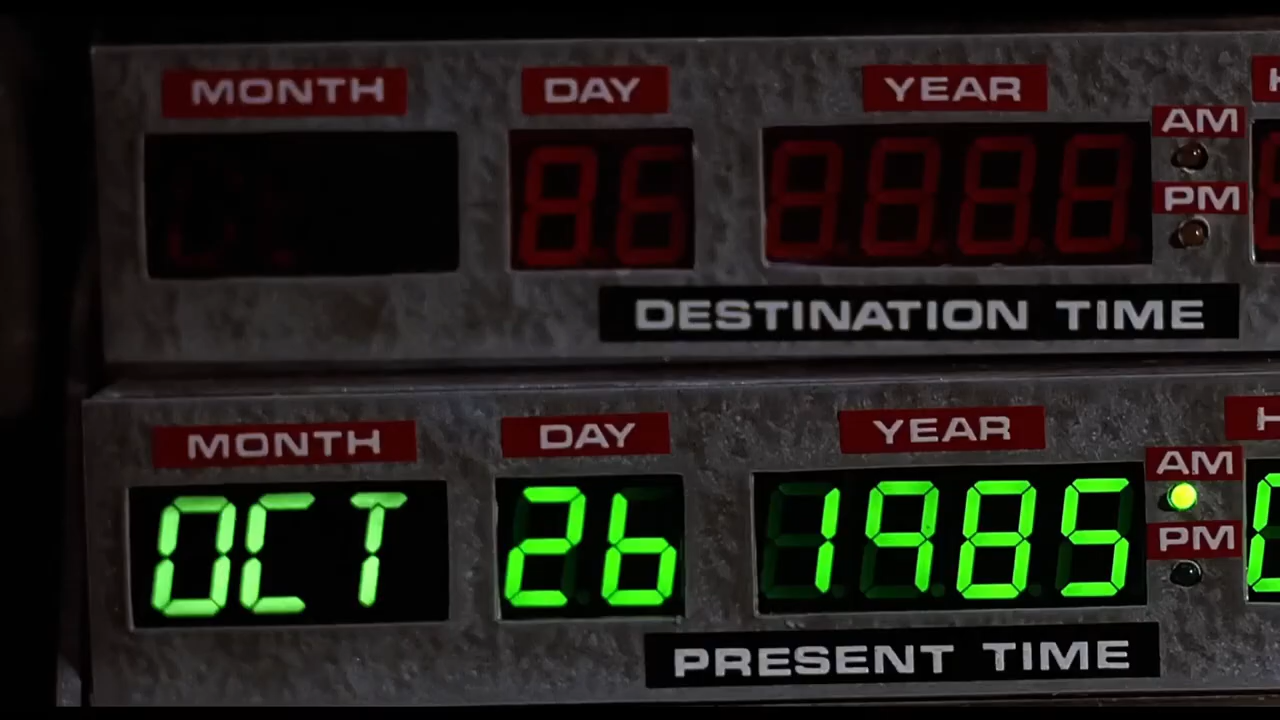 MONTH DAY YEAR
AM
PM
DESTINATION TIME
MONTH DAY YEAR
OCT 26 1985
AM
PM
PRESENT TIME